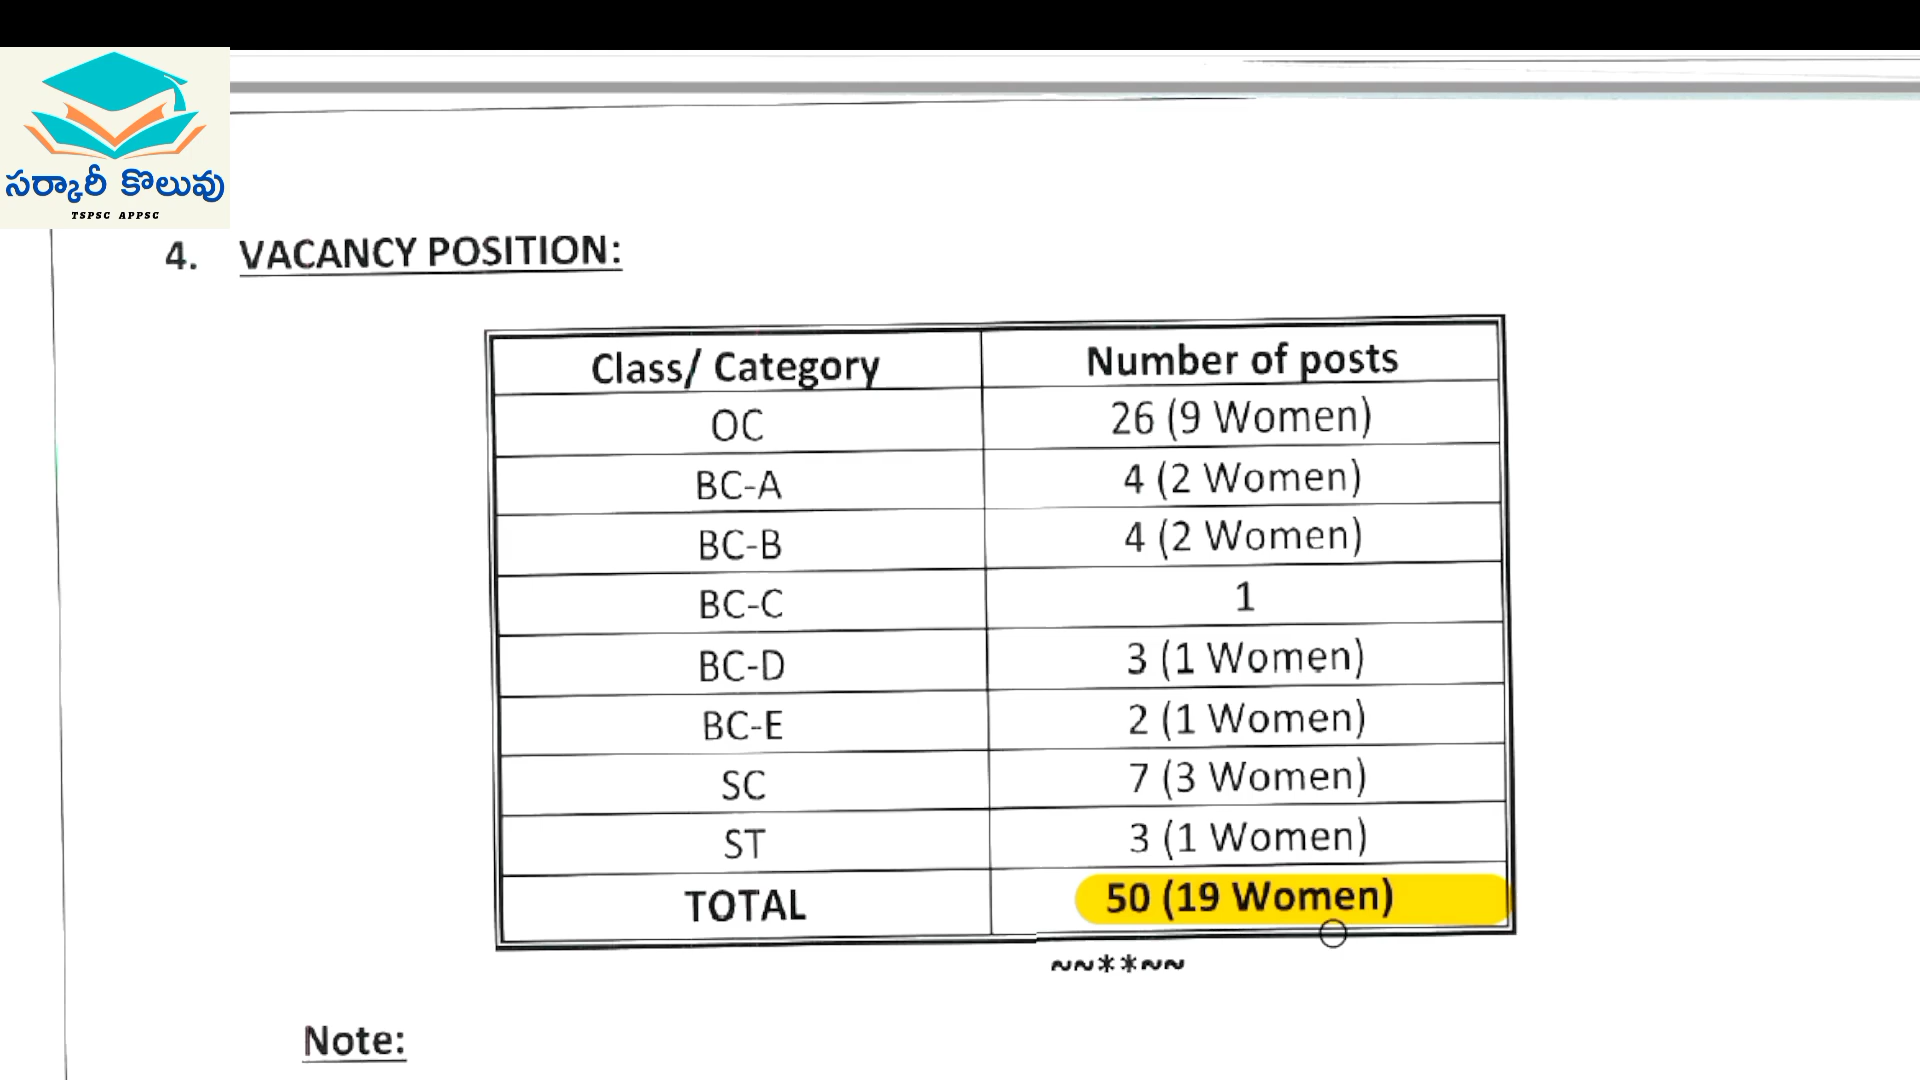 సర్కారీ కొలువు
TSPSC APPSC
4. VACANCY POSITION:
Class/ Category Number of posts
OC 26 (9 Women)
BC-A 4 (2 Women)
BC-B 4 (2 Women)
BC-C 1
BC-D 3 (1 Women)
BC-E 2 (1 Women)
SC 7 (3 Women)
ST 3 (1 Women)
TOTAL 50 (19 Women)
~~**~~
Note: